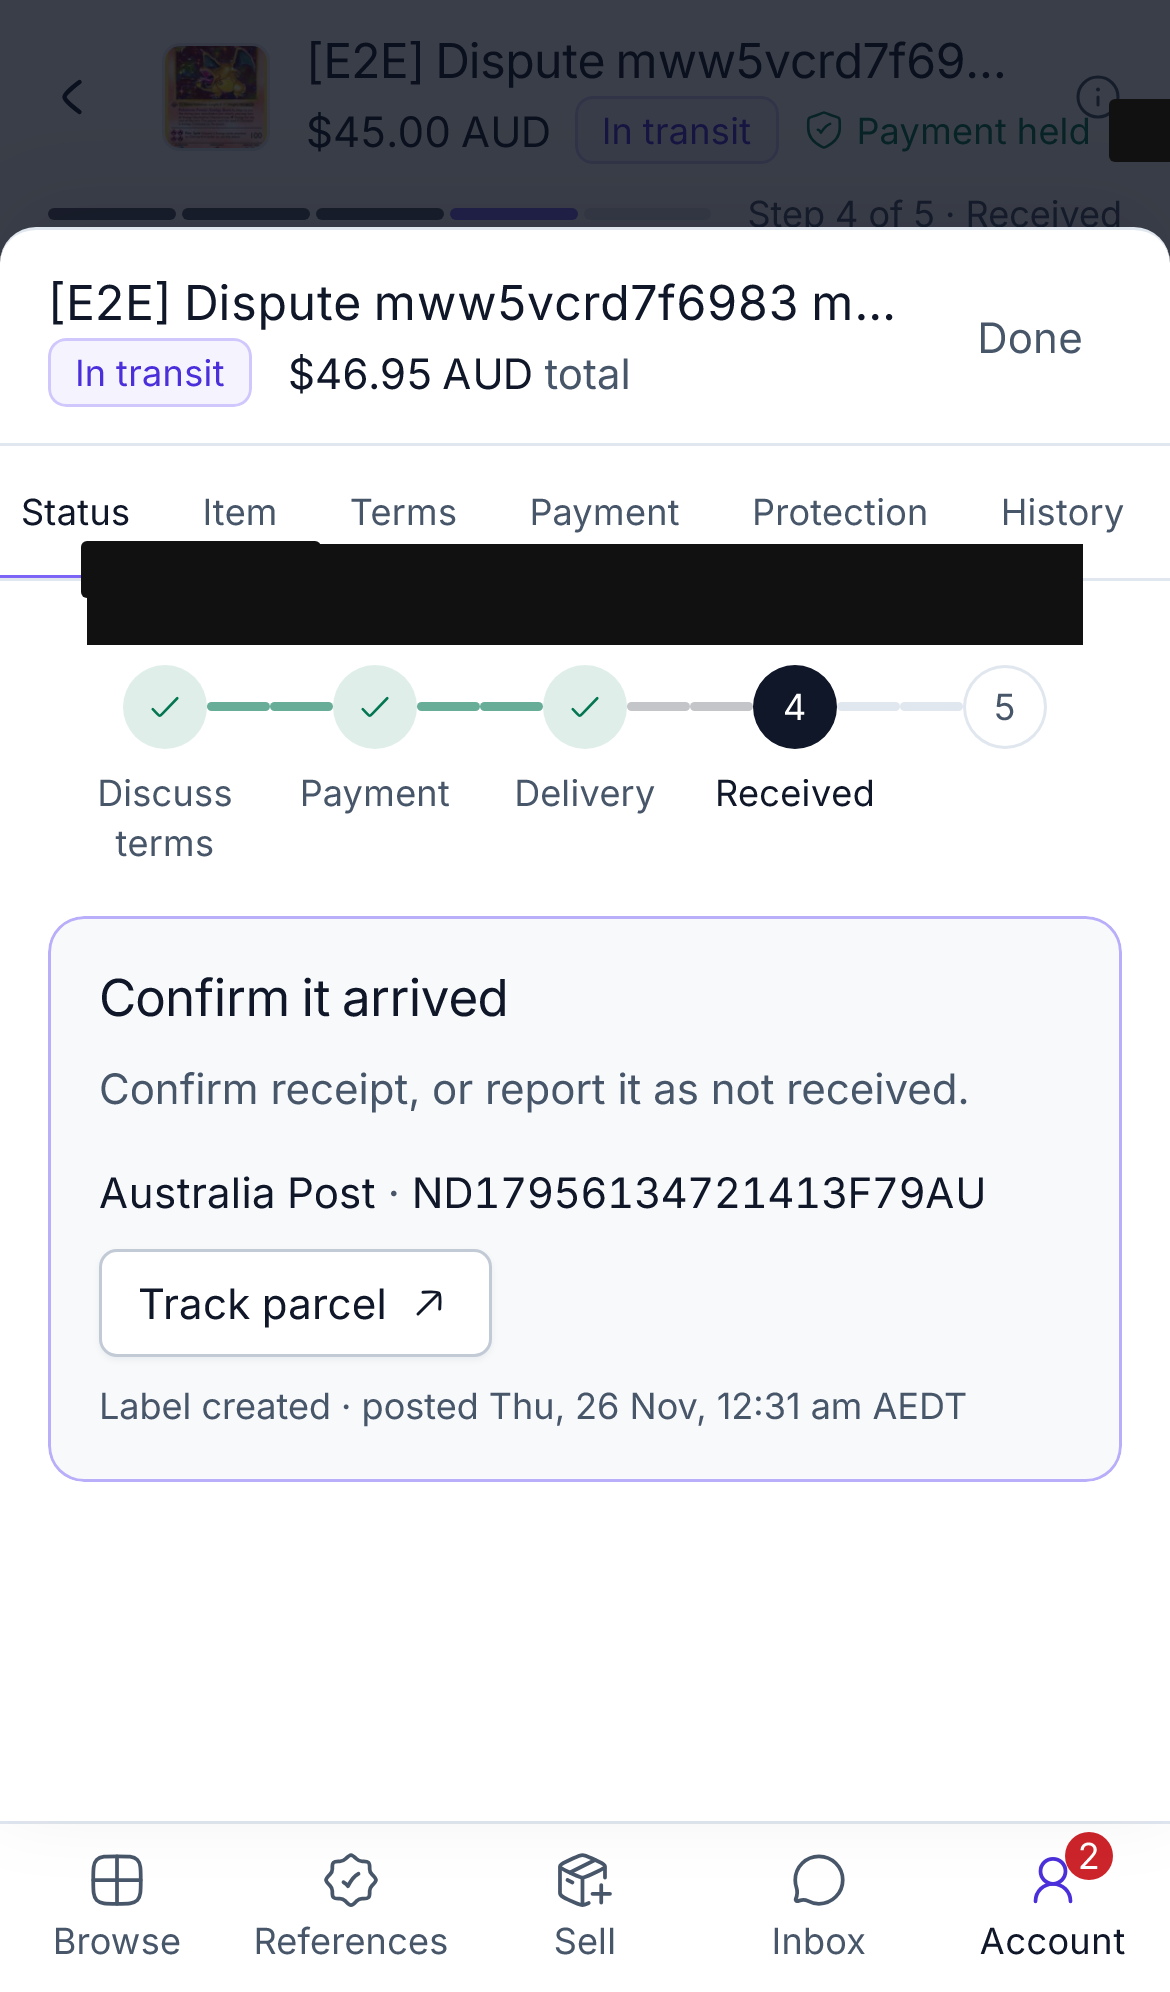 [E2E] Dispute mww5vcrd7f69...
$45.00 AUD In transit Payment held
Step 4 of 5 · Received
[E2E] Dispute mww5vcrd7f6983 m...
In transit $46.95 AUD total
Done
Status Item Terms Payment Protection History
4 5
Discuss terms Payment Delivery Received
Confirm it arrived
Confirm receipt, or report it as not received.
Australia Post · ND17956134721413F79AU
Track parcel
Label created · posted Thu, 26 Nov, 12:31 am AEDT
2
Browse References Sell Inbox Account